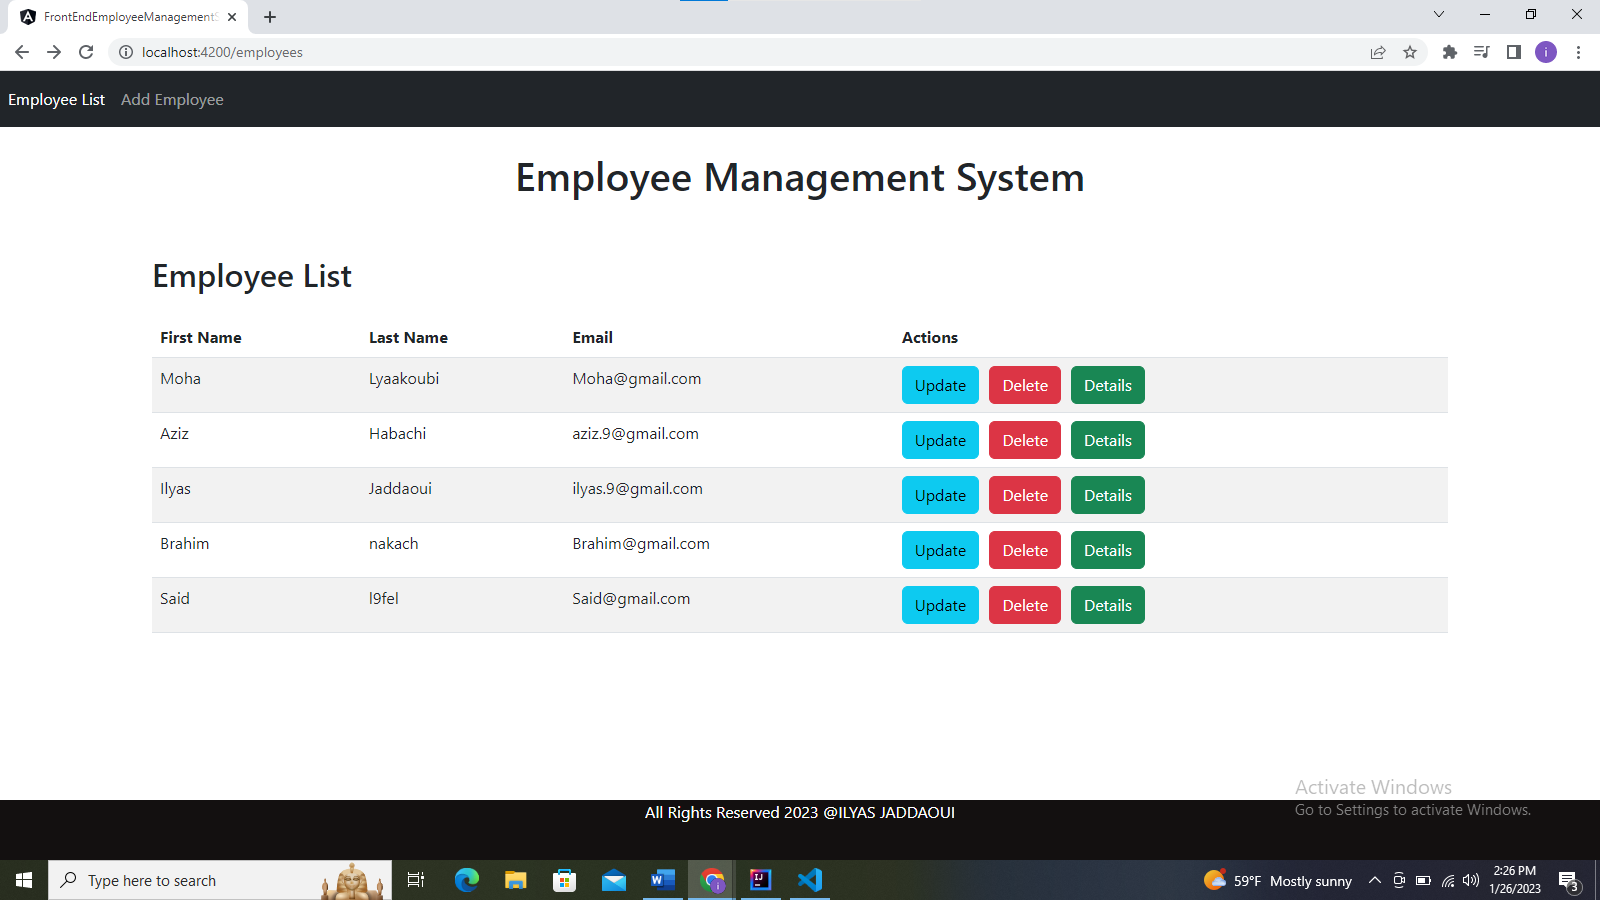 FrontEndEmployeeManagementS
localhost:4200/employees
i
Employee List Add Employee
Employee Management System
Employee List
First Name Last Name Email Actions
Moha Lyaakoubi Moha@gmail.com Update Delete Details
Aziz Habachi aziz.9@gmail.com Update Delete Details
Ilyas Jaddaoui ilyas.9@gmail.com Update Delete Details
Brahim nakach Brahim@gmail.com Update Delete Details
Said l9fel Said@gmail.com Update Delete Details
Activate Windows
Go to Settings to activate Windows.
All Rights Reserved 2023 @ILYAS JADDAOUI
Type here to search
59°F Mostly sunny
2:26 PM
1/26/2023
3